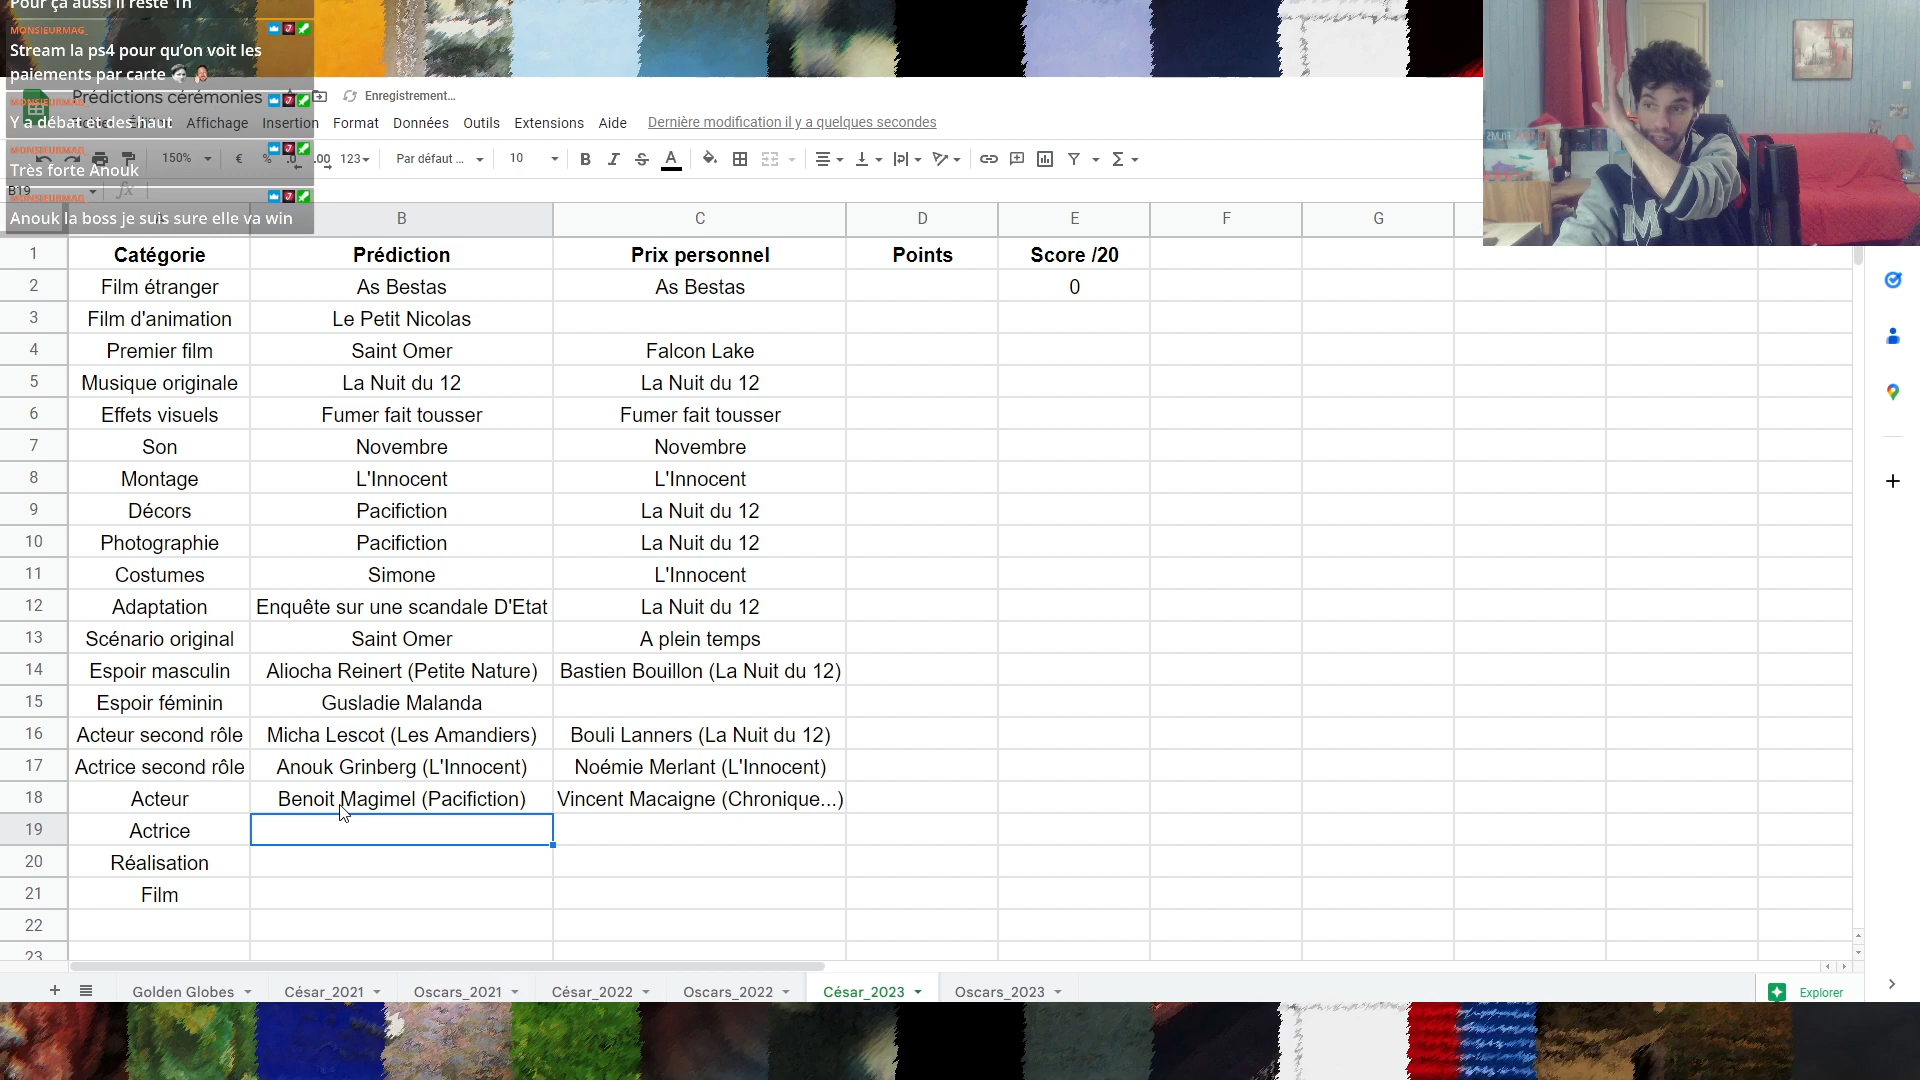 Pour ça aussi il reste 1h
MONSIEURMAG_
Stream la ps4 pour qu'on voit les
paiements par carte
MONSIEURMAG_
Y a débat et des haut
MONSIEURMAG_
Très forte Anouk
MONSIEURMAG_
Anouk la boss je suis sure elle va win
Prédictions cérémonies
Enregistrement...
Affichage Insertion Format Données Outils Extensions Aide Dernière modification il y a quelques secondes
150% € % .0 .00 123 Par défaut ... 10 B I S A
B19 fx
B C D E F G
1 Catégorie Prédiction Prix personnel Points Score /20
2 Film étranger As Bestas As Bestas 0
3 Film d'animation Le Petit Nicolas
4 Premier film Saint Omer Falcon Lake
5 Musique originale La Nuit du 12 La Nuit du 12
6 Effets visuels Fumer fait tousser Fumer fait tousser
7 Son Novembre Novembre
8 Montage L'Innocent L'Innocent
9 Décors Pacifiction La Nuit du 12
10 Photographie Pacifiction La Nuit du 12
11 Costumes Simone L'Innocent
12 Adaptation Enquête sur une scandale D'Etat La Nuit du 12
13 Scénario original Saint Omer A plein temps
14 Espoir masculin Aliocha Reinert (Petite Nature) Bastien Bouillon (La Nuit du 12)
15 Espoir féminin Gusladie Malanda
16 Acteur second rôle Micha Lescot (Les Amandiers) Bouli Lanners (La Nuit du 12)
17 Actrice second rôle Anouk Grinberg (L'Innocent) Noémie Merlant (L'Innocent)
18 Acteur Benoit Magimel (Pacifiction) Vincent Macaigne (Chronique...)
19 Actrice
20 Réalisation
21 Film
22
23
Golden Globes César_2021 Oscars_2021 César_2022 Oscars_2022 César_2023 Oscars_2023 Explorer
M